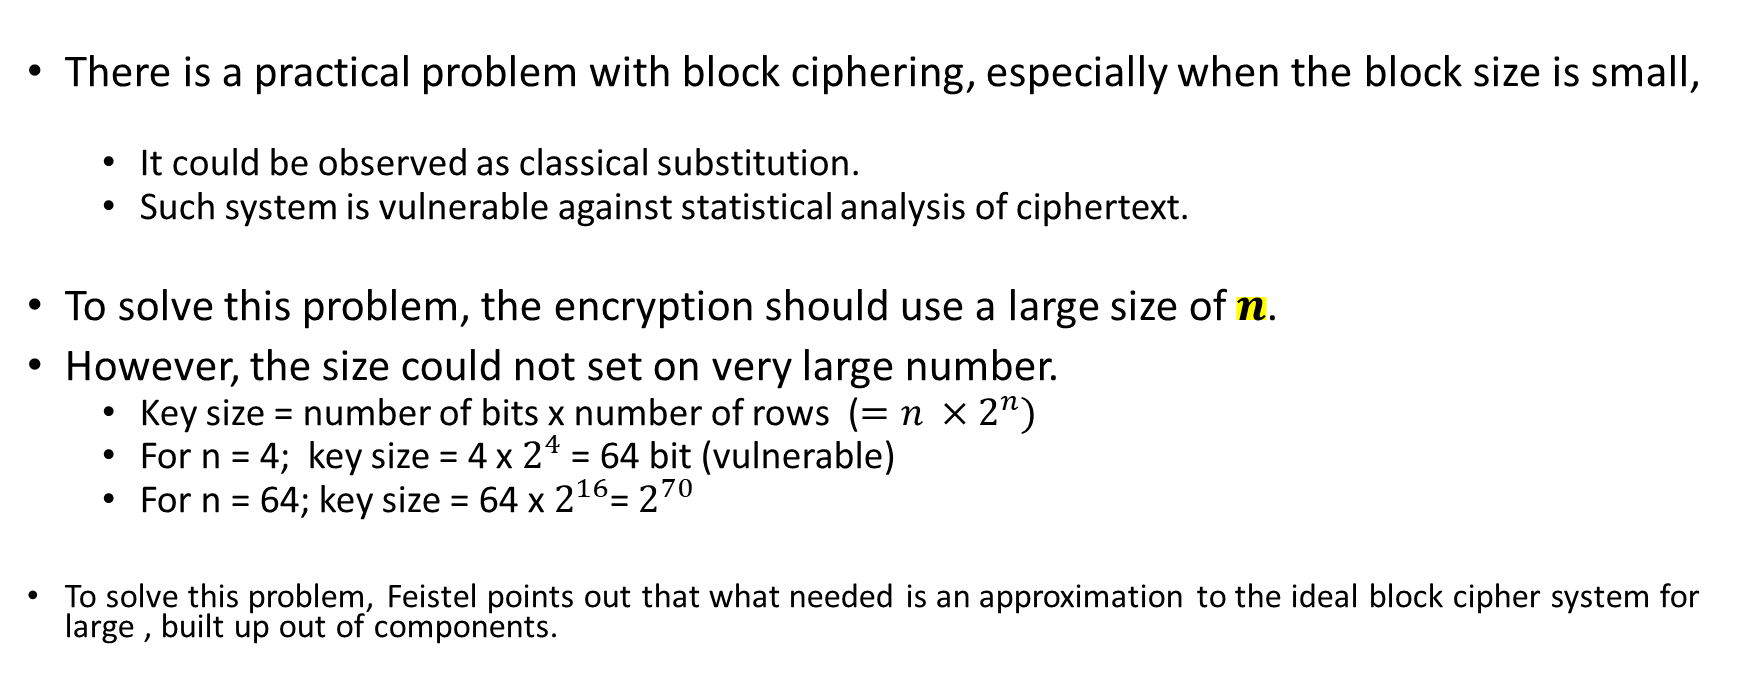 • There is a practical problem with block ciphering, especially when the block size is small,
• It could be observed as classical substitution.
• Such system is vulnerable against statistical analysis of ciphertext.
• To solve this problem, the encryption should use a large size of n.
• However, the size could not set on very large number.
• Key size = number of bits x number of rows (= n × 2ⁿ)
• For n = 4; key size = 4 x 2⁴ = 64 bit (vulnerable)
• For n = 64; key size = 64 x 2¹⁶= 2⁷⁰
• To solve this problem, Feistel points out that what needed is an approximation to the ideal block cipher system for
large , built up out of components.